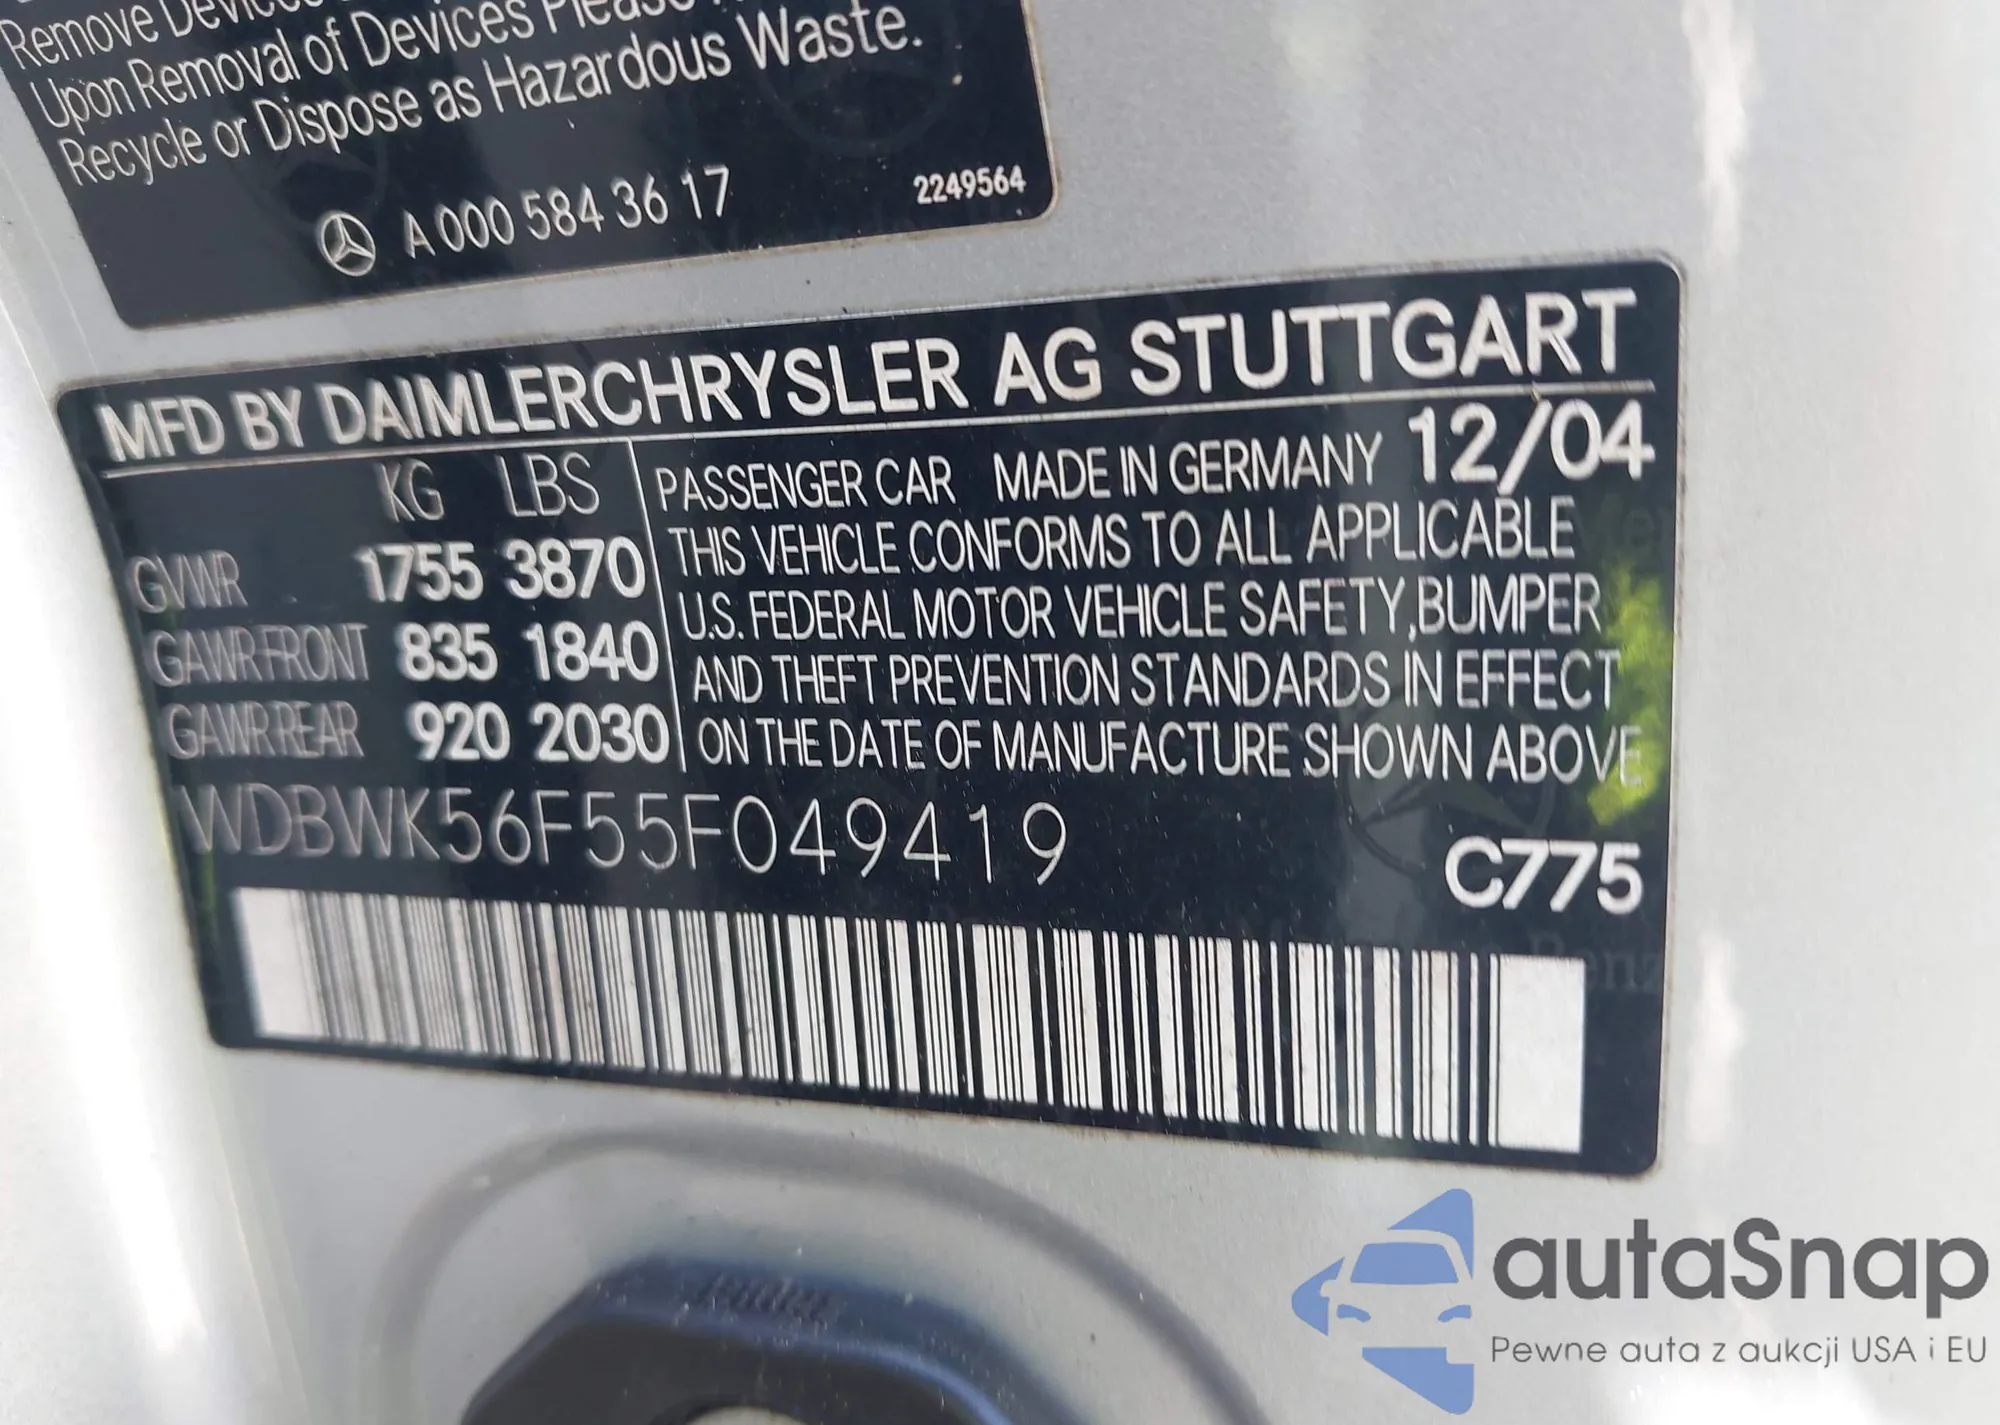 Remove Devices
Upon Removal of Devices Please
Recycle or Dispose as Hazardous Waste.
A 000 584 36 17
2249564
MFD BY DAIMLERCHRYSLER AG STUTTGART
KG LBS
PASSENGER CAR MADE IN GERMANY 12/04
GVWR 1755 3870
THIS VEHICLE CONFORMS TO ALL APPLICABLE
U.S. FEDERAL MOTOR VEHICLE SAFETY,BUMPER
GAWR FRONT 835 1840
AND THEFT PREVENTION STANDARDS IN EFFECT
GAWR REAR 920 2030
ON THE DATE OF MANUFACTURE SHOWN ABOVE
WDBWK56F55F049419
C775
autaSnap
Pewne auta z aukcji USA i EU